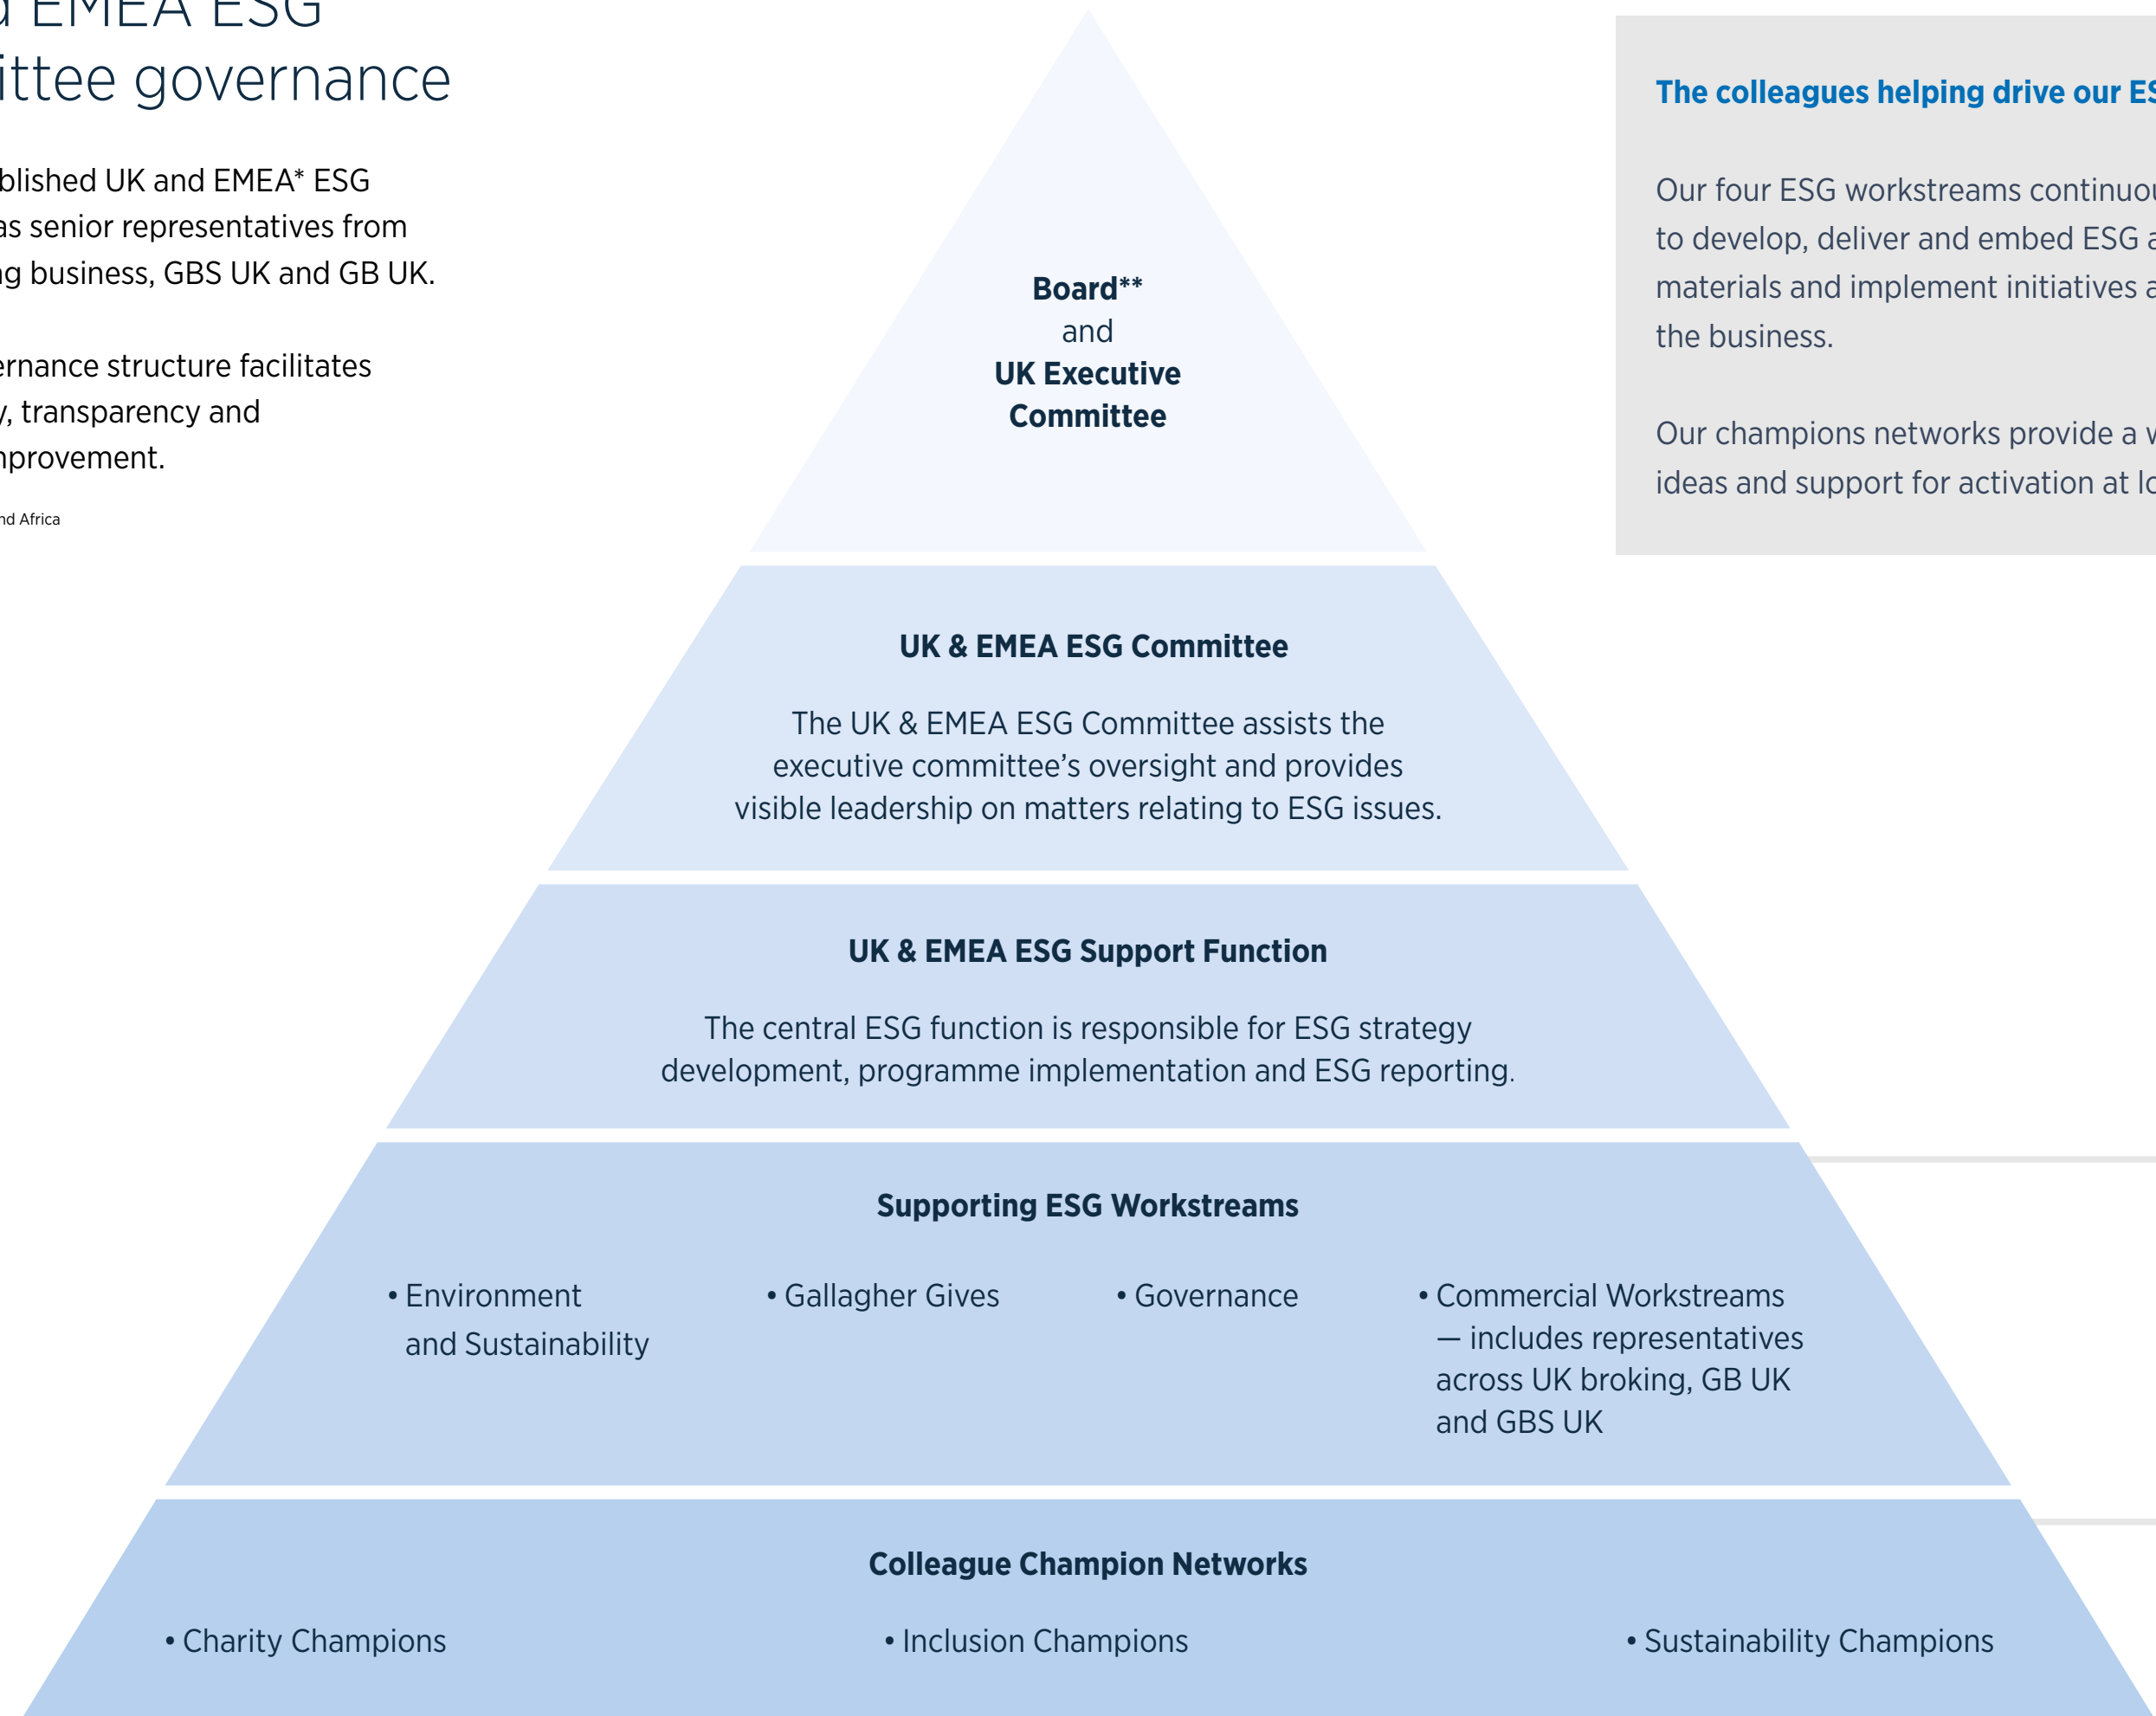 EMEA ESG
ittee governance
blished UK and EMEA* ESG
as senior representatives from
g business, GBS UK and GB UK.
ernance structure facilitates
y, transparency and
nprovement.
nd Africa
Board**
and
UK Executive
Committee
The colleagues helping drive our ES
Our four ESG workstreams continuou
to develop, deliver and embed ESG a
materials and implement initiatives a
the business.
Our champions networks provide a w
ideas and support for activation at lo
UK & EMEA ESG Committee
The UK & EMEA ESG Committee assists the
executive committee’s oversight and provides
visible leadership on matters relating to ESG issues.
UK & EMEA ESG Support Function
The central ESG function is responsible for ESG strategy
development, programme implementation and ESG reporting.
Supporting ESG Workstreams
• Environment
and Sustainability
• Gallagher Gives
• Governance
• Commercial Workstreams
— includes representatives
across UK broking, GB UK
and GBS UK
Colleague Champion Networks
• Charity Champions
• Inclusion Champions
• Sustainability Champions